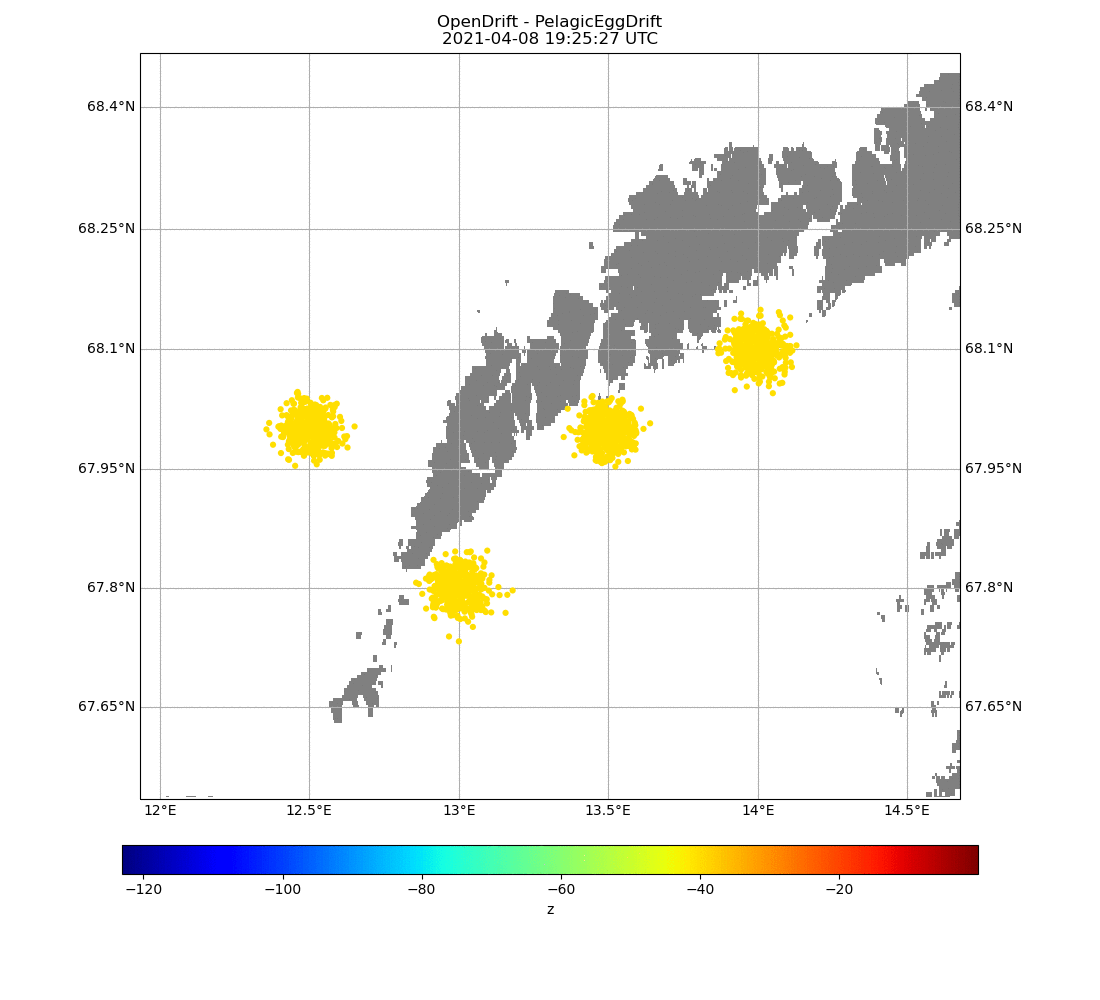 OpenDrift - PelagicEggDrift
2021-04-08 19:25:27 UTC
68.4°N 68.4°N
68.25°N 68.25°N
68.1°N 68.1°N
67.95°N 67.95°N
67.8°N 67.8°N
67.65°N 67.65°N
12°E 12.5°E 13°E 13.5°E 14°E 14.5°E
−120 −100 −80 −60 −40 −20
z